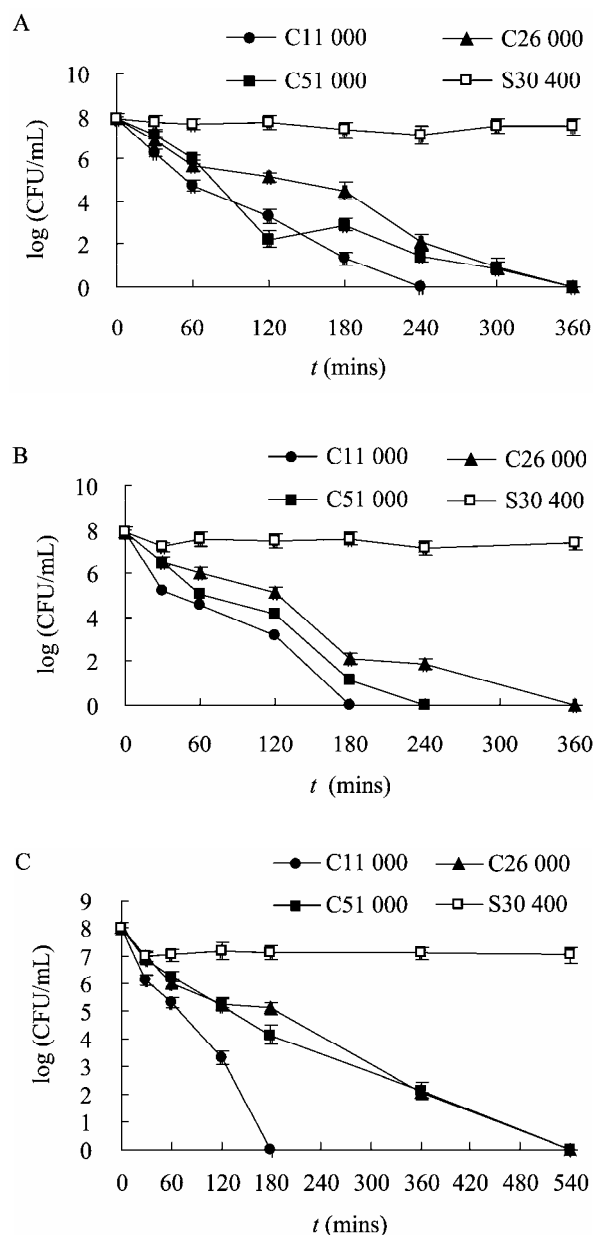 A
C11 000
C26 000
C51 000
S30 400
10
8
6
4
2
0
log (CFU/mL)
0 60 120 180 240 300 360
t (mins)
B
C11 000
C26 000
C51 000
S30 400
10
8
6
4
2
0
log (CFU/mL)
0 60 120 180 240 300 360
t (mins)
C
C11 000
C26 000
C51 000
S30 400
9
8
7
6
5
4
3
2
1
0
log (CFU/mL)
0 60 120 180 240 300 360 420 480 540
t (mins)